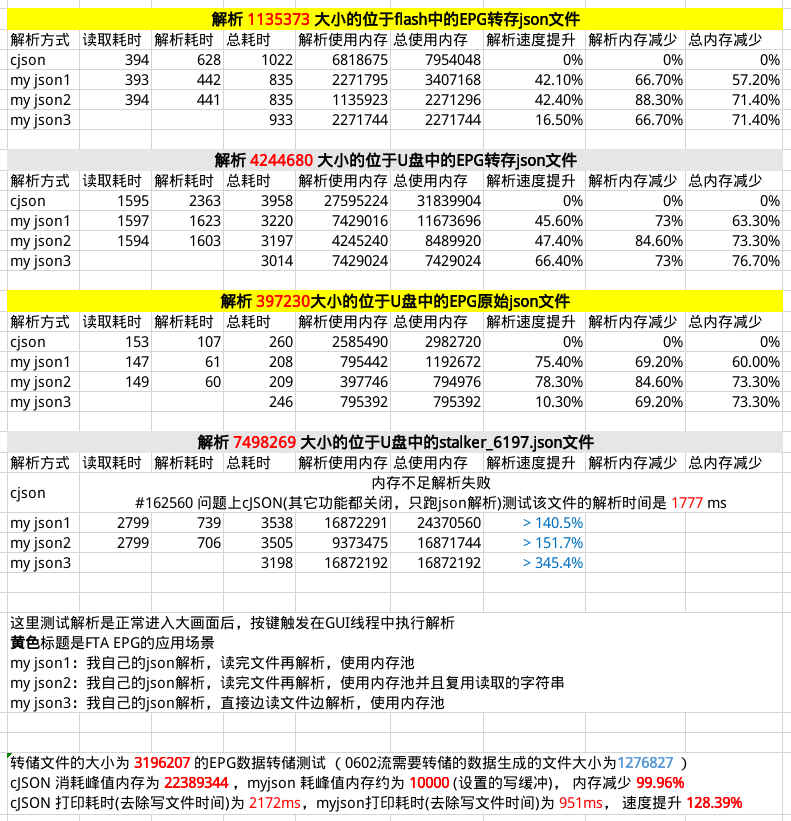 解析 1135373 大小的位于flash中的EPG转存json文件
解析方式 读取耗时 解析耗时 总耗时 解析使用内存 总使用内存 解析速度提升 解析内存减少 总内存减少
cjson 394 628 1022 6818675 7954048 0% 0% 0%
my json1 393 442 835 2271795 3407168 42.10% 66.70% 57.20%
my json2 394 441 835 1135923 2271296 42.40% 88.30% 71.40%
my json3 933 2271744 2271744 16.50% 66.70% 71.40%
解析 4244680 大小的位于U盘中的EPG转存json文件
解析方式 读取耗时 解析耗时 总耗时 解析使用内存 总使用内存 解析速度提升 解析内存减少 总内存减少
cjson 1595 2363 3958 27595224 31839904 0% 0% 0%
my json1 1597 1623 3220 7429016 11673696 45.60% 73% 63.30%
my json2 1594 1603 3197 4245240 8489920 47.40% 84.60% 73.30%
my json3 3014 7429024 7429024 66.40% 73% 76.70%
解析 397230大小的位于U盘中的EPG原始json文件
解析方式 读取耗时 解析耗时 总耗时 解析使用内存 总使用内存 解析速度提升 解析内存减少 总内存减少
cjson 153 107 260 2585490 2982720 0% 0% 0%
my json1 147 61 208 795442 1192672 75.40% 69.20% 60.00%
my json2 149 60 209 397746 794976 78.30% 84.60% 73.30%
my json3 246 795392 795392 10.30% 69.20% 73.30%
解析 7498269 大小的位于U盘中的stalker_6197.json文件
解析方式 读取耗时 解析耗时 总耗时 解析使用内存 总使用内存 解析速度提升 解析内存减少 总内存减少
cjson 内存不足解析失败
#162560 问题上cJSON(其它功能都关闭，只跑json解析)测试该文件的解析时间是 1777 ms
my json1 2799 739 3538 16872291 24370560 > 140.5%
my json2 2799 706 3505 9373475 16871744 > 151.7%
my json3 3198 16872192 16872192 > 345.4%
这里测试解析是正常进入大画面后，按键触发在GUI线程中执行解析
黄色标题是FTA EPG的应用场景
my json1：我自己的json解析，读完文件再解析，使用内存池
my json2：我自己的json解析，读完文件再解析，使用内存池并且复用读取的字符串
my json3：我自己的json解析，直接边读文件边解析，使用内存池
转储文件的大小为 3196207 的EPG数据转储测试 （ 0602流需要转储的数据生成的文件大小为1276827 ）
cJSON 消耗峰值内存为 22389344 ，myjson 耗峰值内存约为 10000 (设置的写缓冲)， 内存减少 99.96%
cJSON 打印耗时(去除写文件时间)为 2172ms，myjson打印耗时(去除写文件时间)为 951ms， 速度提升 128.39%